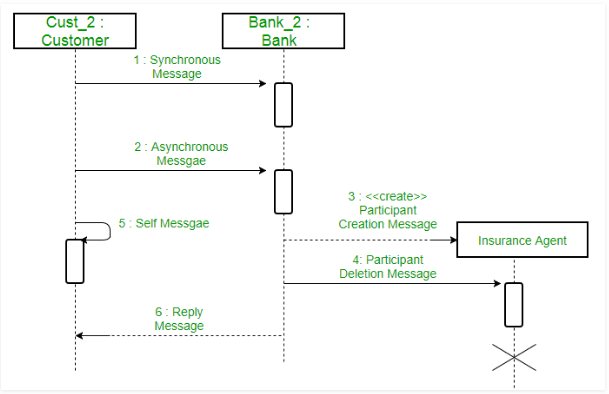 Cust_2 :
Customer
Bank_2 :
Bank
1 : Synchronous
Message
2 : Asynchronous
Messgae
3 : <<create>>
Participant
Creation Message
5 : Self Messgae
Insurance Agent
4: Participant
Deletion Message
6 : Reply
Message